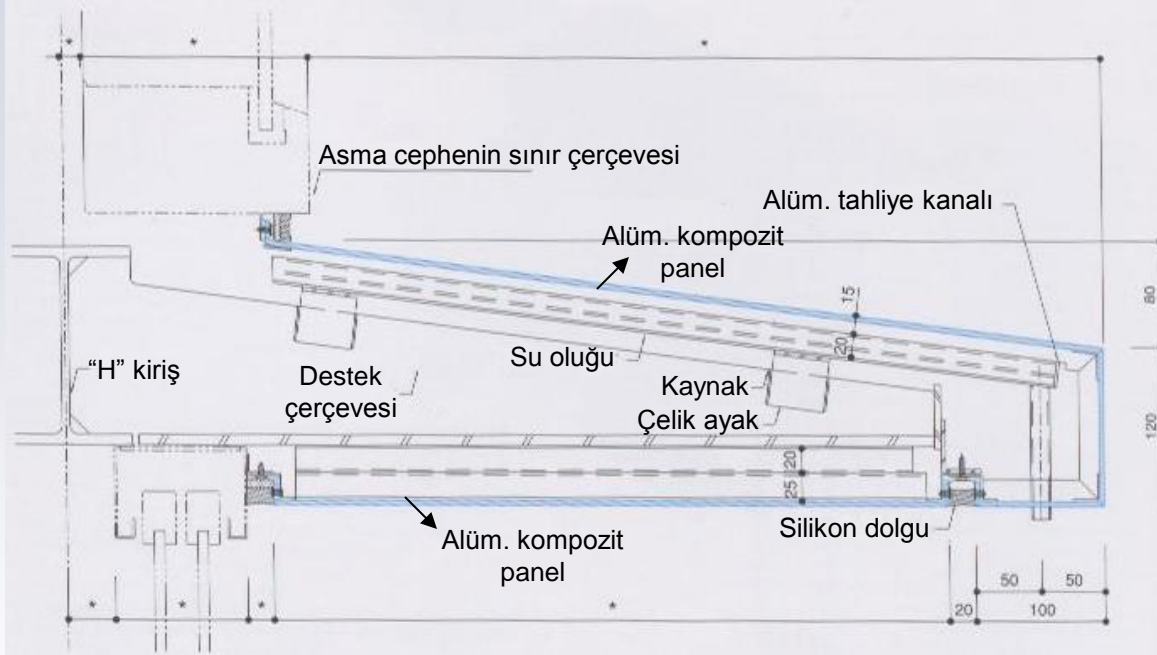 *
*
*
Asma cephenin sınır çerçevesi
Alüm. tahliye kanalı
Alüm. kompozit
panel
15
80
20
Su oluğu
"H" kiriş
Destek
çerçevesi
Kaynak
Çelik ayak
120
20
25
Alüm. kompozit
panel
Silikon dolgu
50
50
*
*
*
*
20
100